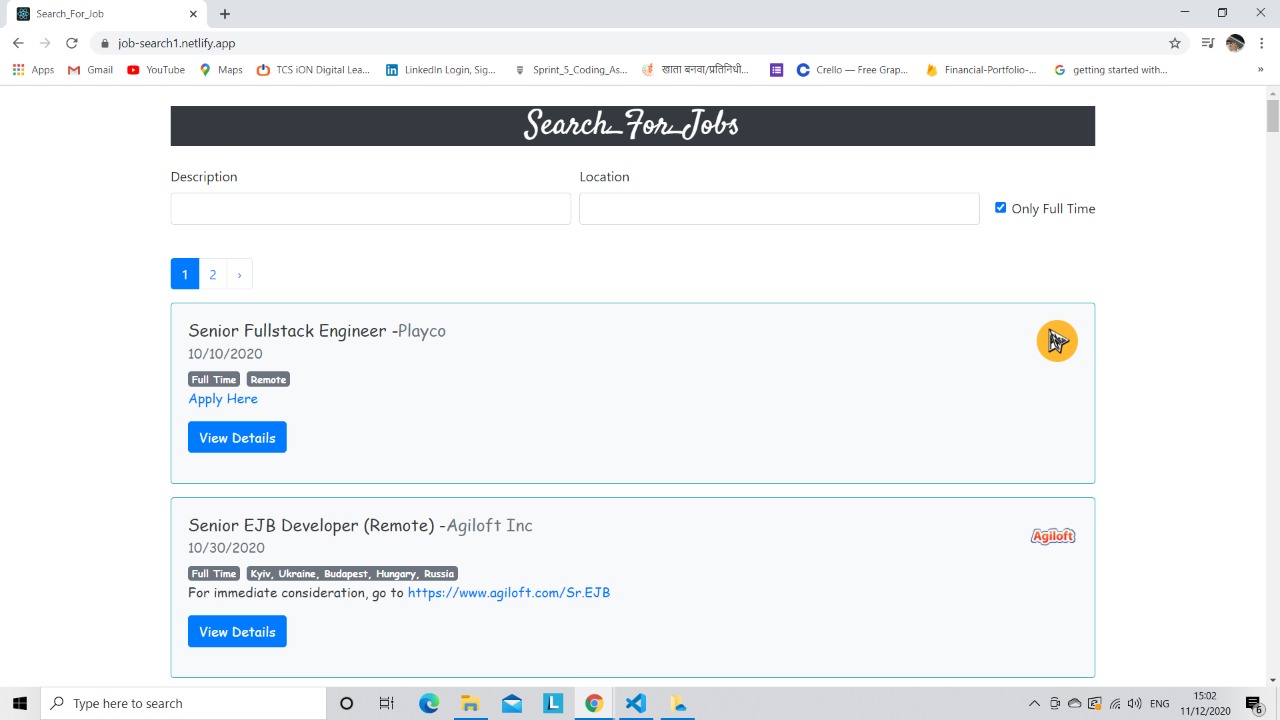 Search_For_Job
job-search1.netlify.app
Apps
Gmail
YouTube
Maps
TCS iON Digital Lea...
LinkedIn Login, Sig...
Sprint_5_Coding_As...
खाता बनवा/प्रतिनिधी...
Crello — Free Grap...
Financial-Portfolio-...
getting started with...
»
Search_For_Jobs
Description
Location
Only Full Time
1 2 ›
Senior Fullstack Engineer -Playco
10/10/2020
Full Time Remote
Apply Here
View Details
Senior EJB Developer (Remote) -Agiloft Inc
Agiloft
10/30/2020
Full Time Kyiv, Ukraine, Budapest, Hungary, Russia
For immediate consideration, go to https://www.agiloft.com/Sr.EJB
View Details
Type here to search
L
ENG
15:02
11/12/2020
6